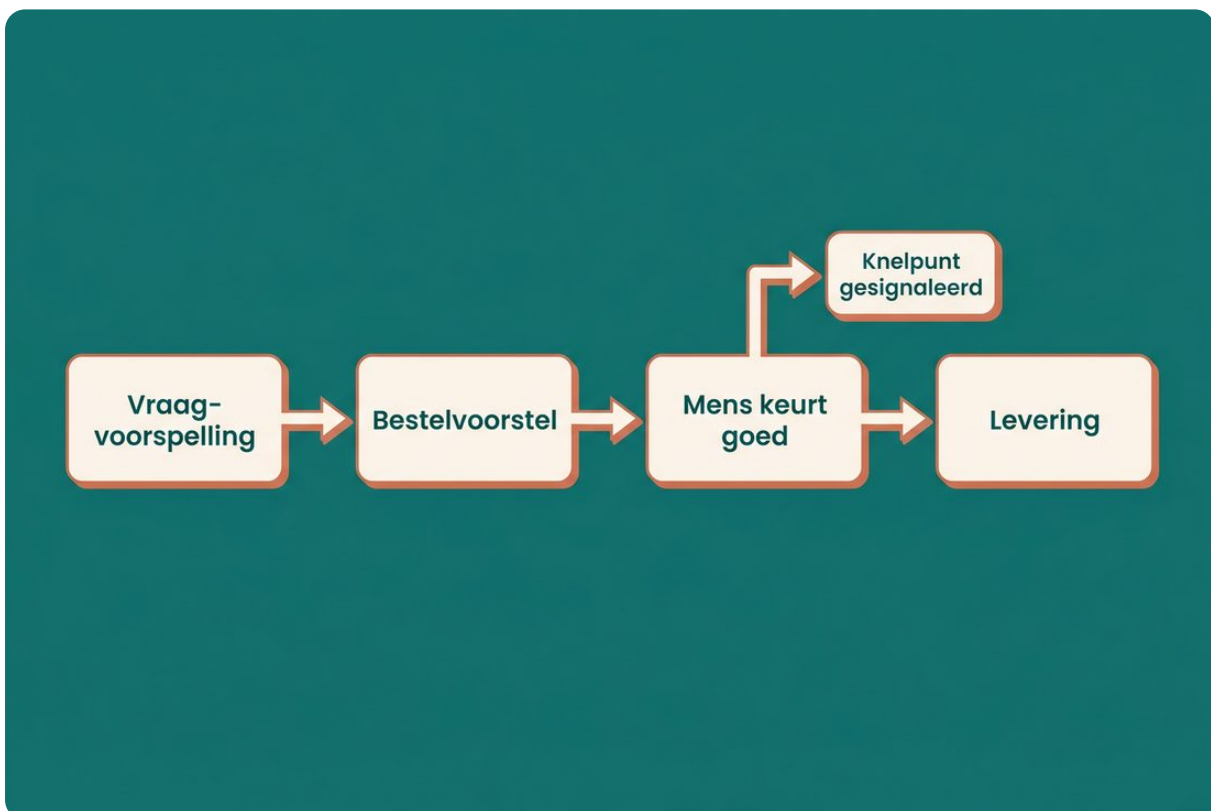 Knelpunt
gesignaleerd
Vraag-
voorspelling
Bestelvoorstel
Mens keurt
goed
Levering